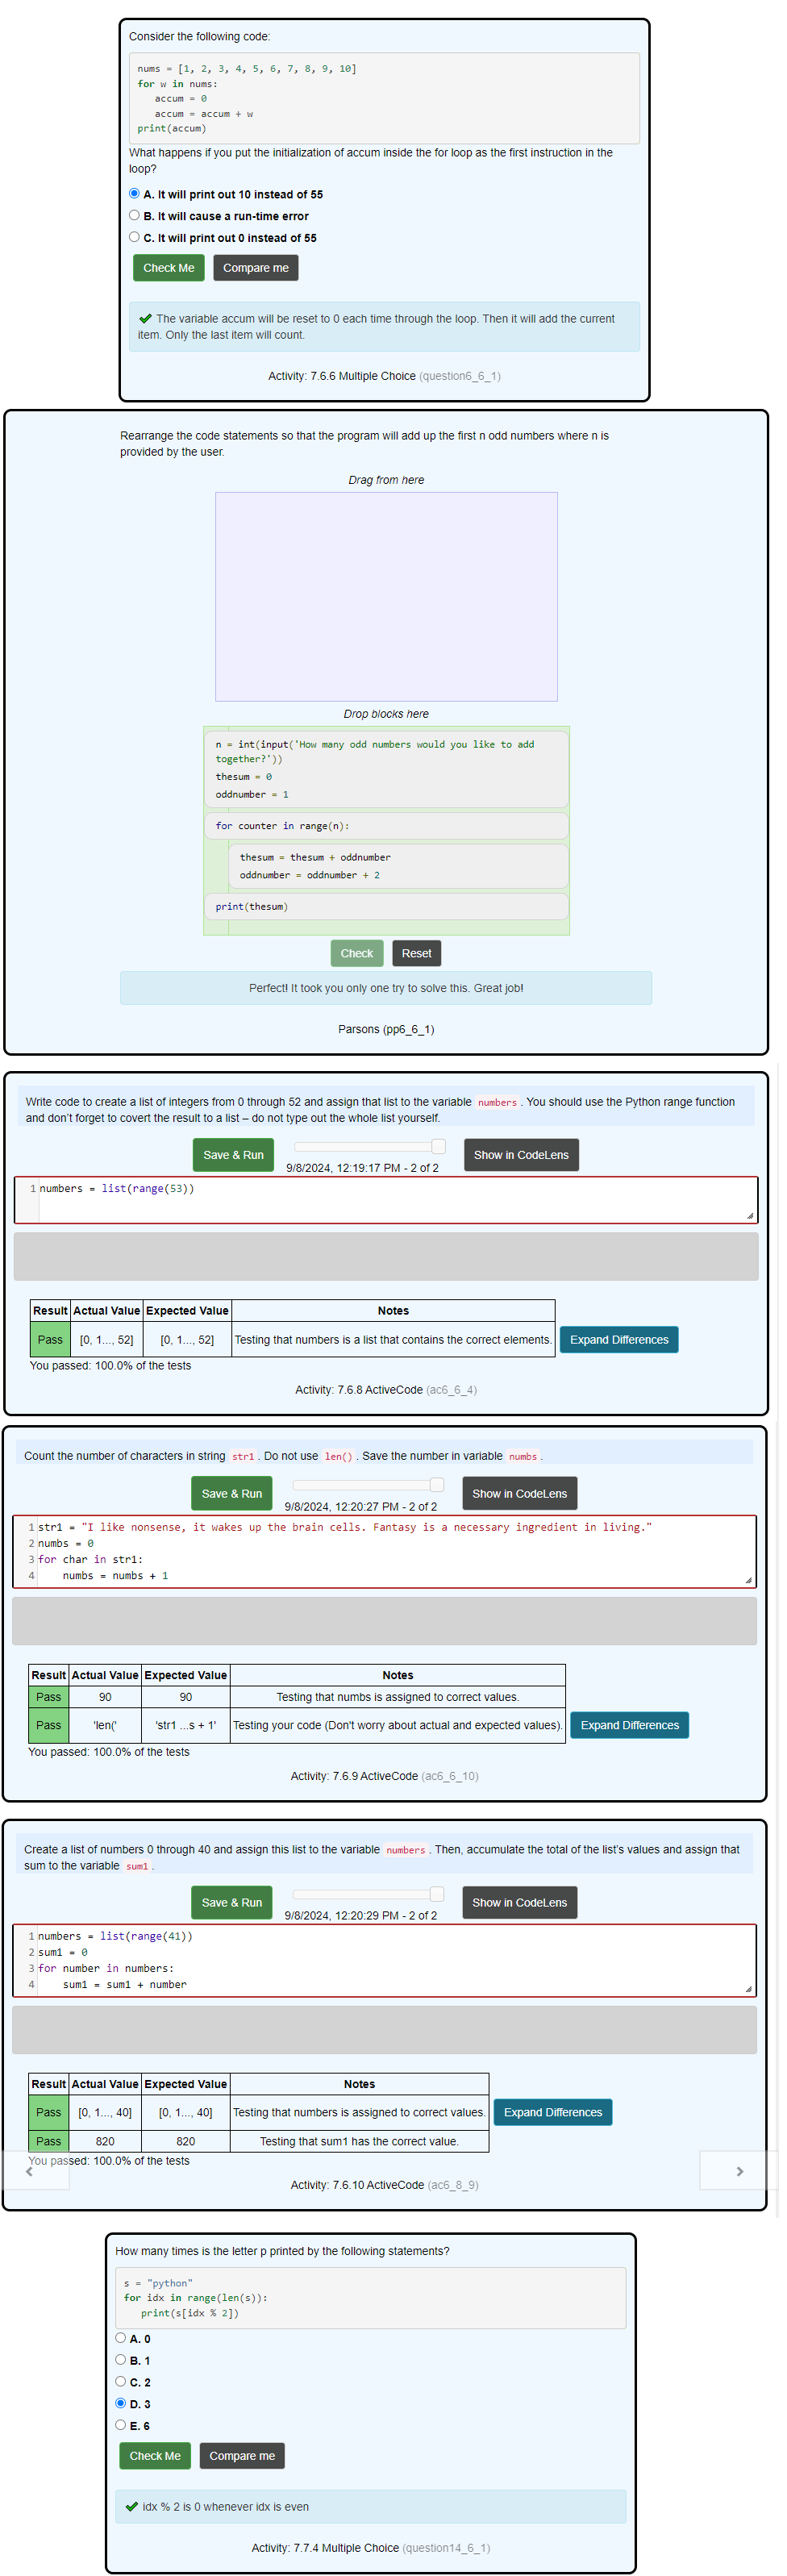 Consider the following code:
nums = [1, 2, 3, 4, 5, 6, 7, 8, 9, 10]
for w in nums:
   accum = 0
   accum = accum + w
print(accum)
What happens if you put the initialization of accum inside the for loop as the first instruction in the
loop?
A. It will print out 10 instead of 55
B. It will cause a run-time error
C. It will print out 0 instead of 55
Check Me Compare me
The variable accum will be reset to 0 each time through the loop. Then it will add the current
item. Only the last item will count.
Activity: 7.6.6 Multiple Choice (question6_6_1)
Rearrange the code statements so that the program will add up the first n odd numbers where n is
provided by the user.
Drag from here
Drop blocks here
n = int(input('How many odd numbers would you like to add
together?'))
thesum = 0
oddnumber = 1
for counter in range(n):
thesum = thesum + oddnumber
oddnumber = oddnumber + 2
print(thesum)
Check Reset
Perfect! It took you only one try to solve this. Great job!
Parsons (pp6_6_1)
Write code to create a list of integers from 0 through 52 and assign that list to the variable numbers . You should use the Python range function
and don't forget to covert the result to a list – do not type out the whole list yourself.
Save & Run 9/8/2024, 12:19:17 PM - 2 of 2 Show in CodeLens
1 numbers = list(range(53))
Result Actual Value Expected Value Notes
Pass [0, 1..., 52] [0, 1..., 52] Testing that numbers is a list that contains the correct elements. Expand Differences
You passed: 100.0% of the tests
Activity: 7.6.8 ActiveCode (ac6_6_4)
Count the number of characters in string str1 . Do not use len() . Save the number in variable numbs .
Save & Run 9/8/2024, 12:20:27 PM - 2 of 2 Show in CodeLens
1 str1 = "I like nonsense, it wakes up the brain cells. Fantasy is a necessary ingredient in living."
2 numbs = 0
3 for char in str1:
4     numbs = numbs + 1
Result Actual Value Expected Value Notes
Pass 90 90 Testing that numbs is assigned to correct values.
Pass 'len(' 'str1 ...s + 1' Testing your code (Don't worry about actual and expected values). Expand Differences
You passed: 100.0% of the tests
Activity: 7.6.9 ActiveCode (ac6_6_10)
Create a list of numbers 0 through 40 and assign this list to the variable numbers . Then, accumulate the total of the list's values and assign that
sum to the variable sum1 .
Save & Run 9/8/2024, 12:20:29 PM - 2 of 2 Show in CodeLens
1 numbers = list(range(41))
2 sum1 = 0
3 for number in numbers:
4     sum1 = sum1 + number
Result Actual Value Expected Value Notes
Pass [0, 1..., 40] [0, 1..., 40] Testing that numbers is assigned to correct values. Expand Differences
Pass 820 820 Testing that sum1 has the correct value.
You passed: 100.0% of the tests
Activity: 7.6.10 ActiveCode (ac6_8_9)
How many times is the letter p printed by the following statements?
s = "python"
for idx in range(len(s)):
   print(s[idx % 2])
A. 0
B. 1
C. 2
D. 3
E. 6
Check Me Compare me
idx % 2 is 0 whenever idx is even
Activity: 7.7.4 Multiple Choice (question14_6_1)